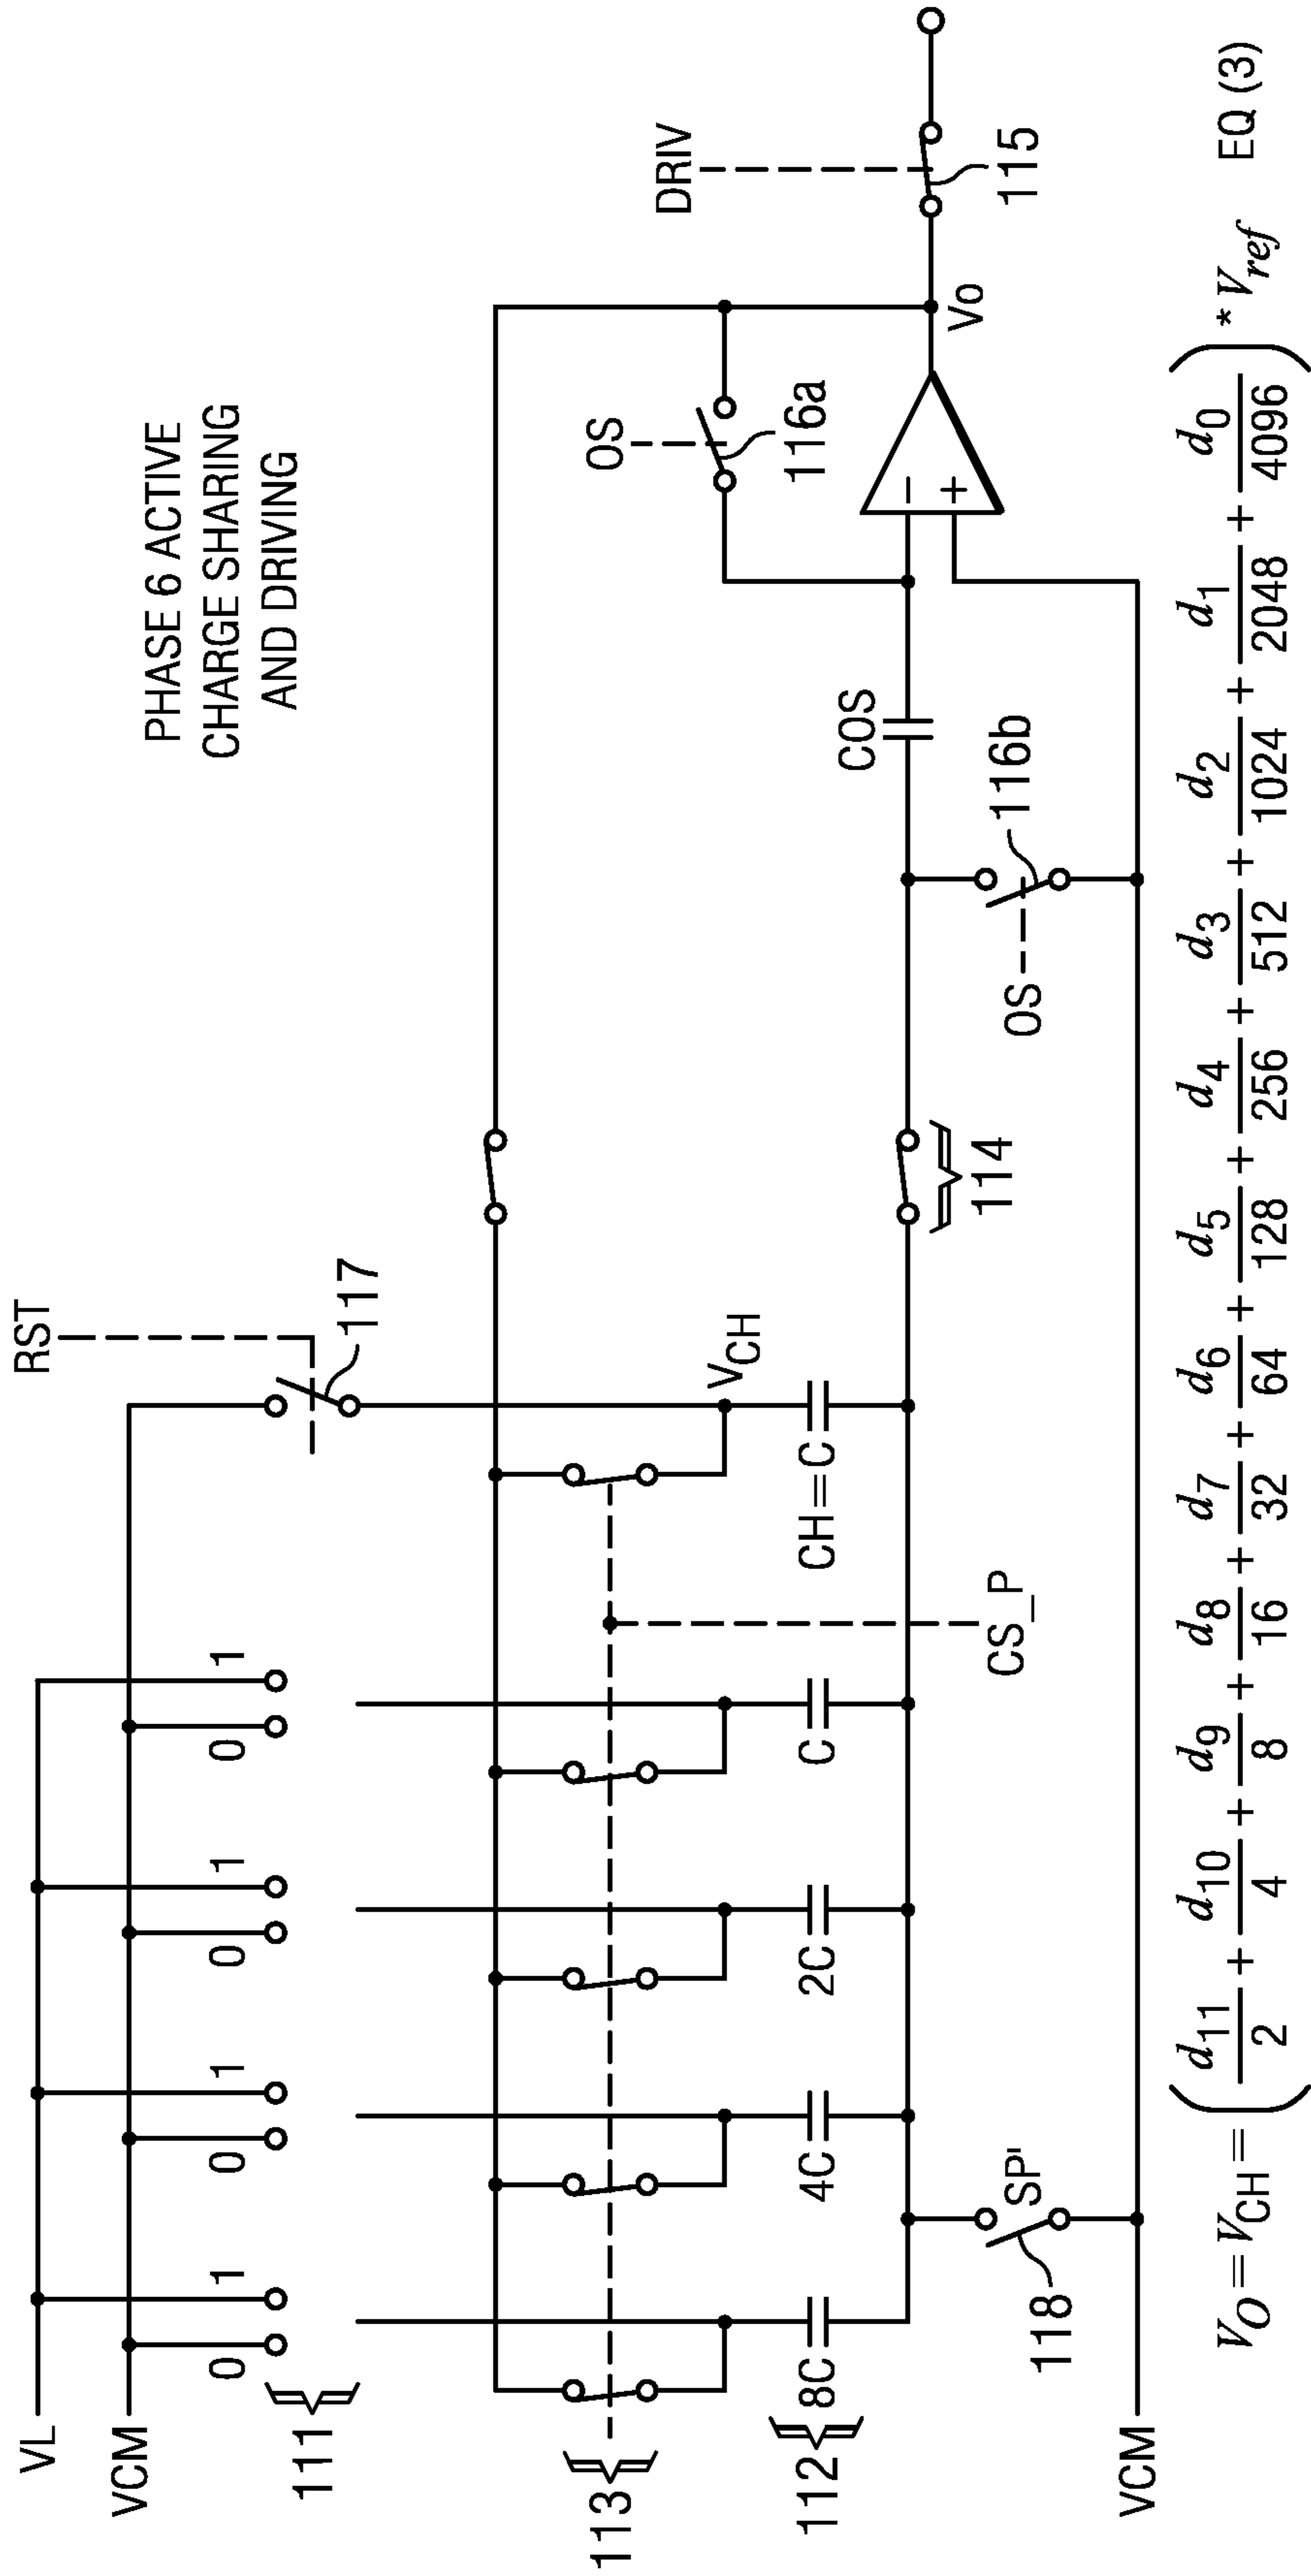 PHASE 6 ACTIVE
CHARGE SHARING
AND DRIVING
VL
VCM
0 1 0 1 0 1 0 1
RST
111
117
113
CS_P
VCH
112
8C 4C 2C C CH=C
118
SP'
114
OS
116b
COS
OS
116a
−
+
Vo
DRIV
115
VCM
VO = VCH = ( d11/2 + d10/4 + d9/8 + d8/16 + d7/32 + d6/64 + d5/128 + d4/256 + d3/512 + d2/1024 + d1/2048 + d0/4096 ) * Vref EQ (3)